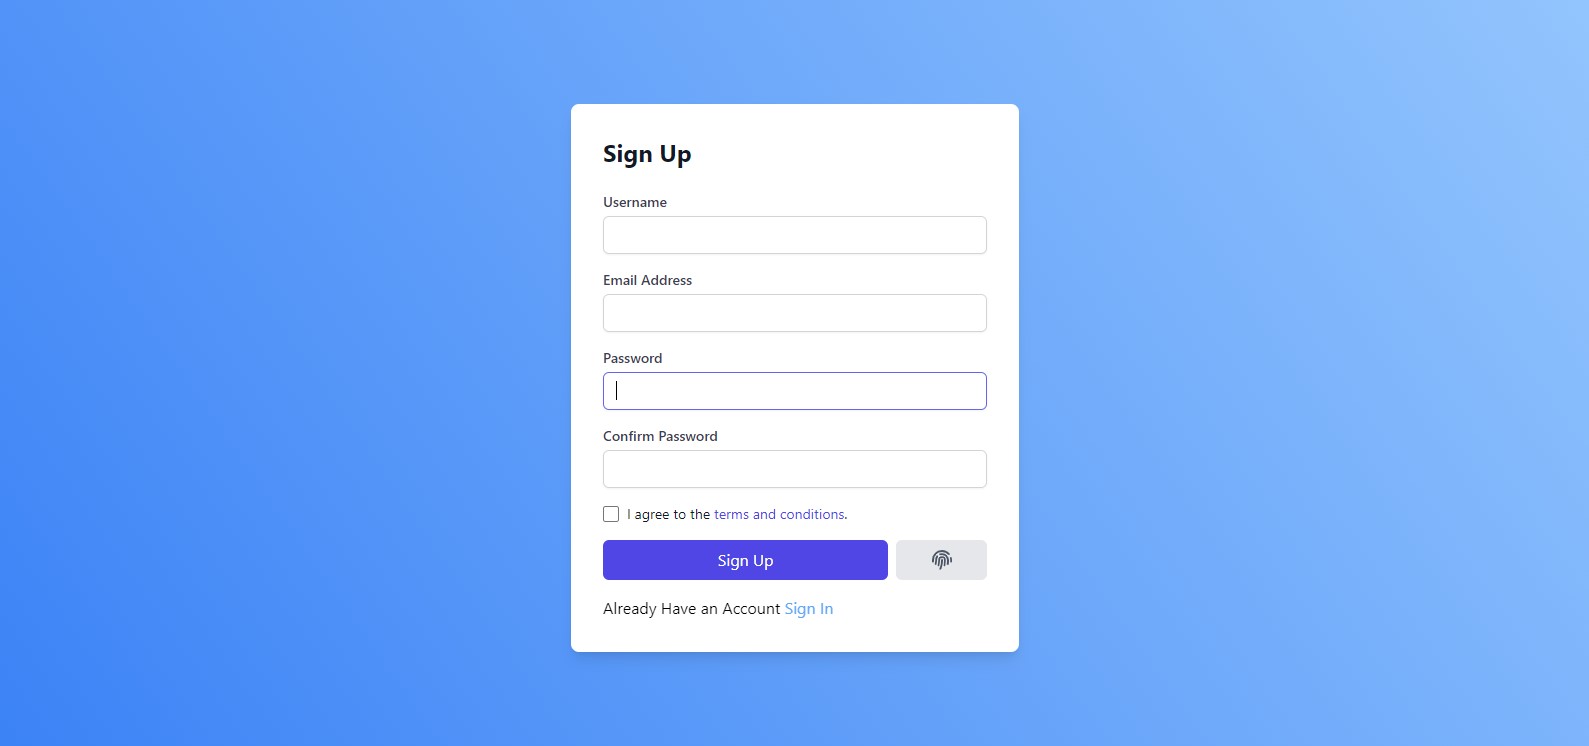 Sign Up
Username
Email Address
Password
Confirm Password
I agree to the terms and conditions.
Sign Up
Already Have an Account Sign In